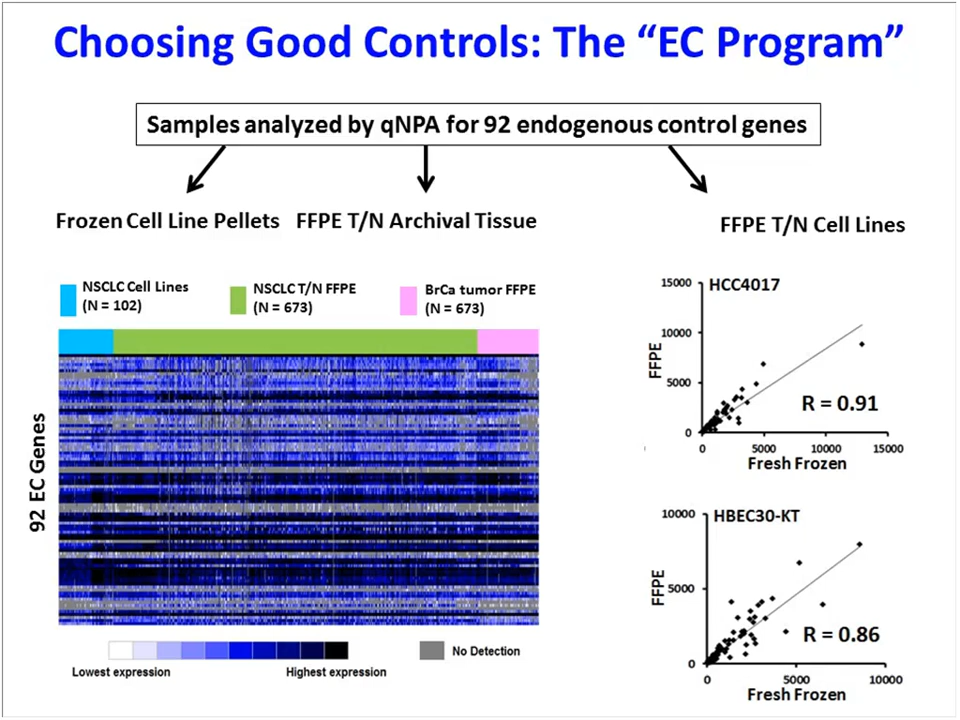 Choosing Good Controls: The “EC Program”
Samples analyzed by qNPA for 92 endogenous control genes
Frozen Cell Line Pellets
FFPE T/N Archival Tissue
FFPE T/N Cell Lines
NSCLC Cell Lines
(N = 102)
NSCLC T/N FFPE
(N = 673)
BrCa tumor FFPE
(N = 673)
92 EC Genes
Lowest expression
Highest expression
No Detection
HCC4017
15000
10000
5000
0
FFPE
R = 0.91
0
5000
10000
15000
Fresh Frozen
HBEC30-KT
10000
5000
0
FFPE
R = 0.86
0
5000
10000
Fresh Frozen